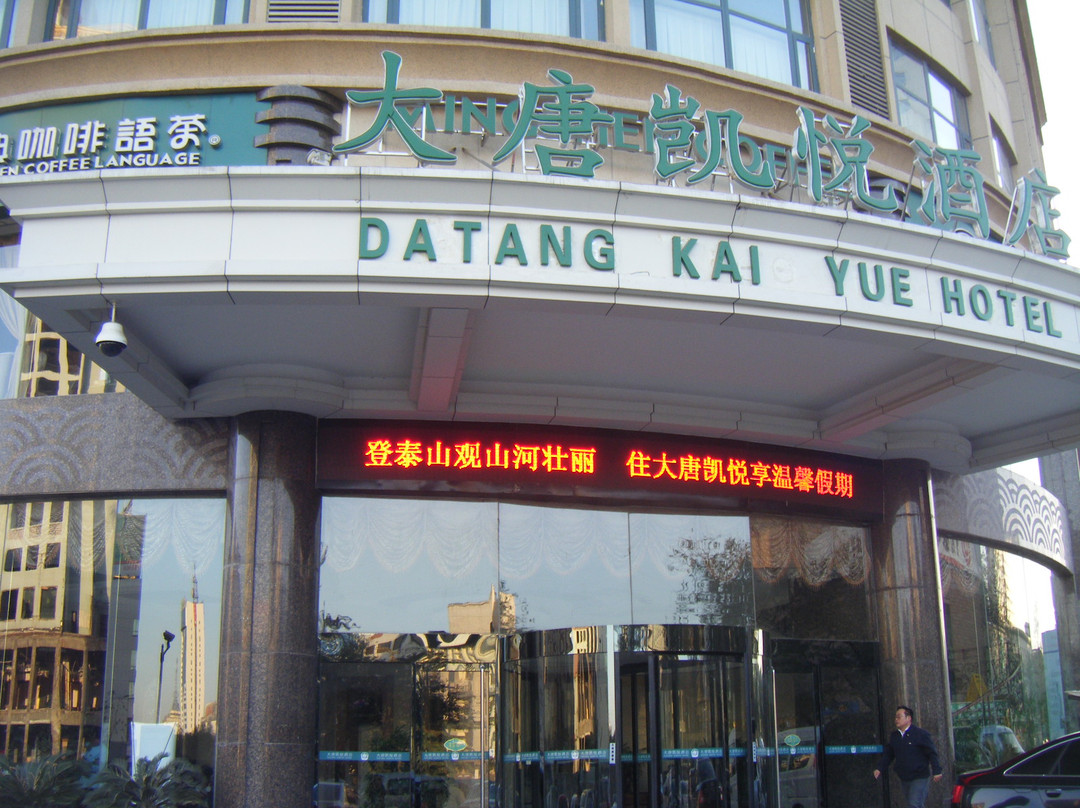 大唐凯悦酒店
咖啡語茶®
EN COFFEE LANGUAGE
DATANG KAI YUE HOTEL
登泰山观山河壮丽 住大唐凯悦享温馨假期